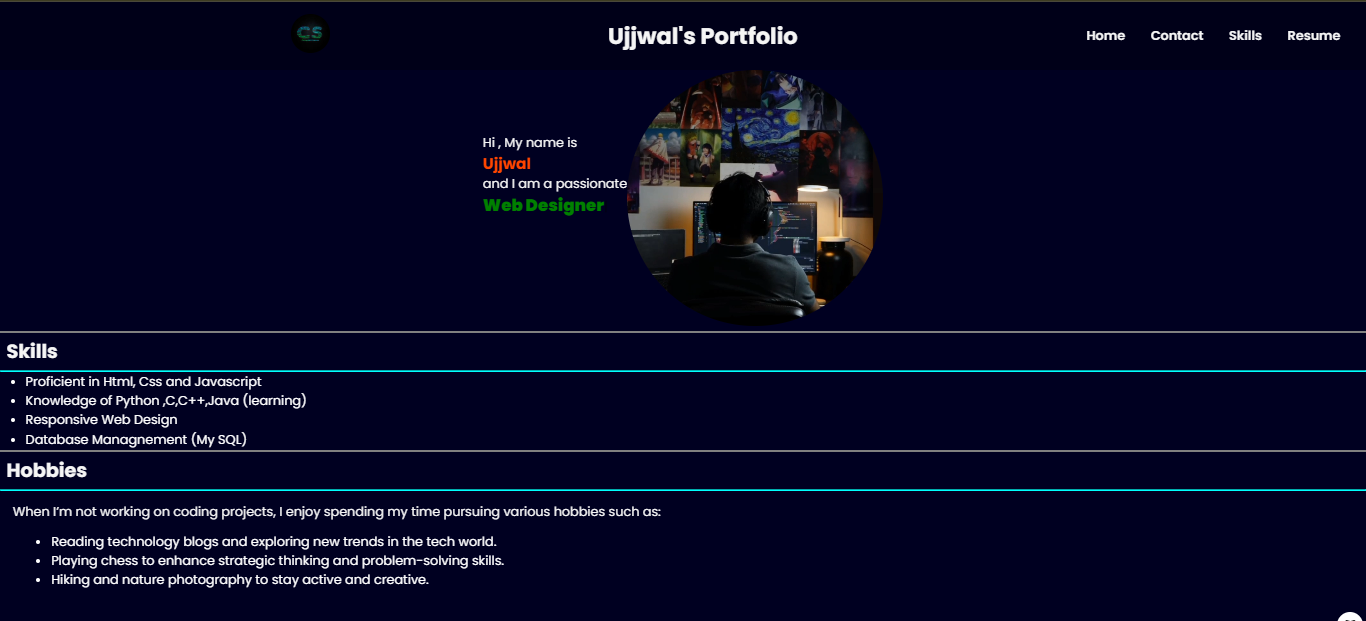 CS
Ujjwal's Portfolio
Home Contact Skills Resume
Hi , My name is
Ujjwal
and I am a passionate
Web Designer
Skills
Proficient in Html, Css and Javascript
Knowledge of Python ,C,C++,Java (learning)
Responsive Web Design
Database Managnement (My SQL)
Hobbies
When I’m not working on coding projects, I enjoy spending my time pursuing various hobbies such as:
Reading technology blogs and exploring new trends in the tech world.
Playing chess to enhance strategic thinking and problem-solving skills.
Hiking and nature photography to stay active and creative.